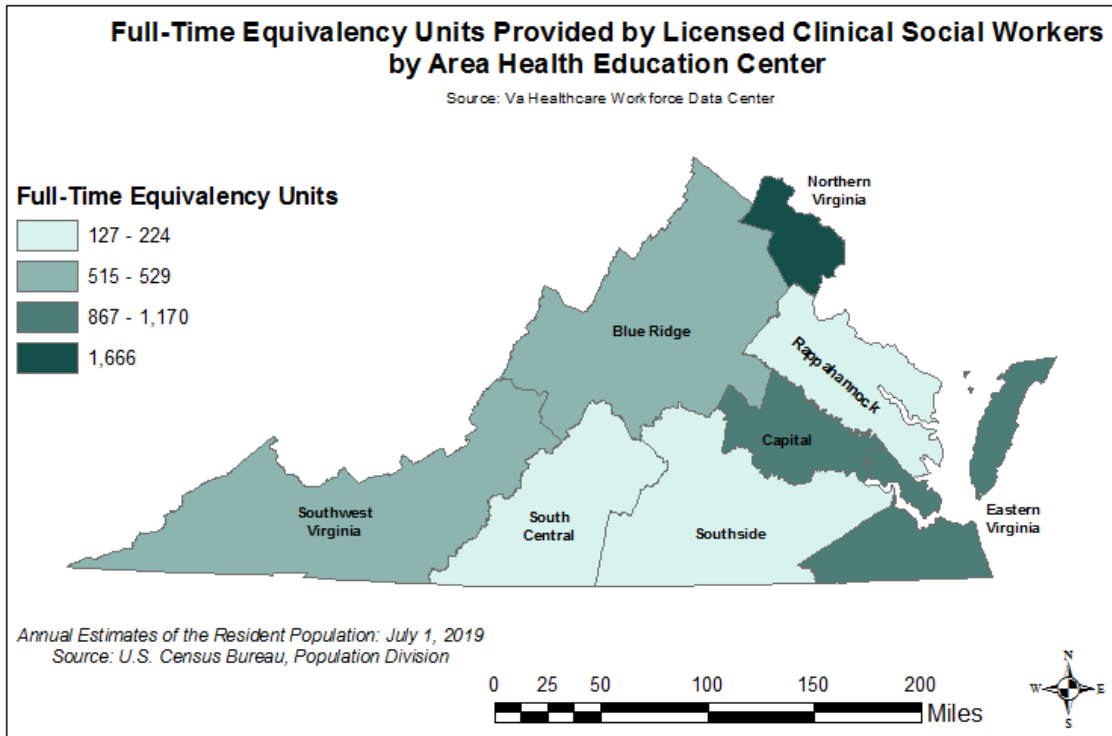 Full-Time Equivalency Units Provided by Licensed Clinical Social Workers
by Area Health Education Center
Source: Va Healthcare Workforce Data Center
Full-Time Equivalency Units
127 - 224
515 - 529
867 - 1,170
1,666
Northern
Virginia
Blue Ridge
Rappahannock
Capital
Eastern
Virginia
Southwest
Virginia
South
Central
Southside
Annual Estimates of the Resident Population: July 1, 2019
Source: U.S. Census Bureau, Population Division
0 25 50 100 150 200
Miles
N
W E
S